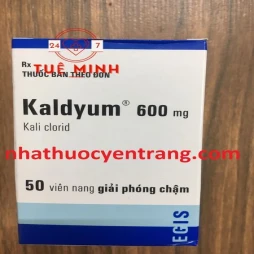 24 7
TUỆ MINH
Rx
THUỐC BÁN THEO ĐƠN
Kaldyum® 600 mg
Kali clorid
nhathuocyentrang.com
50 viên nang giải phóng chậm
EGIS